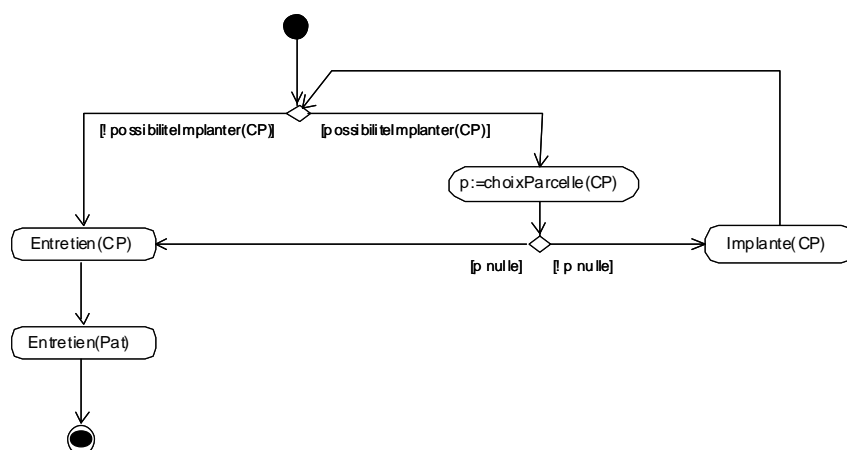 [! possibiliteImplanter(CP)]
[possibiliteImplanter(CP)]
p:=choixParcelle(CP)
Entretien(CP)
Implante(CP)
[p nulle]
[! p nulle]
Entretien(Pat)